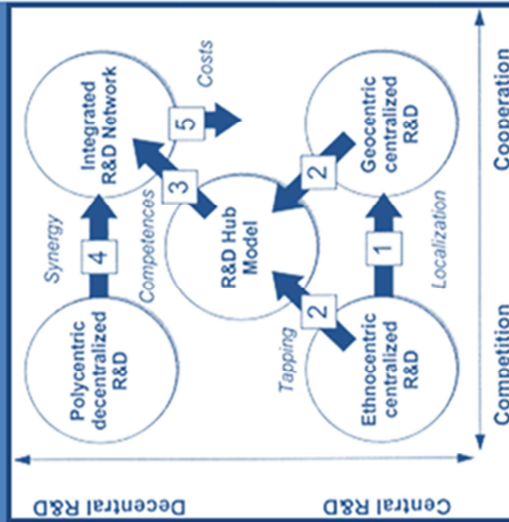 Polycentric
decentralized
R&D
Synergy
4
Integrated
R&D Network
Competences
3
5
Costs
R&D Hub
Model
Tapping
2
2
Ethnocentric
centralized
R&D
1
Localization
Geocentric
centralized
R&D
Decentral R&D
Central R&D
Competition
Cooperation